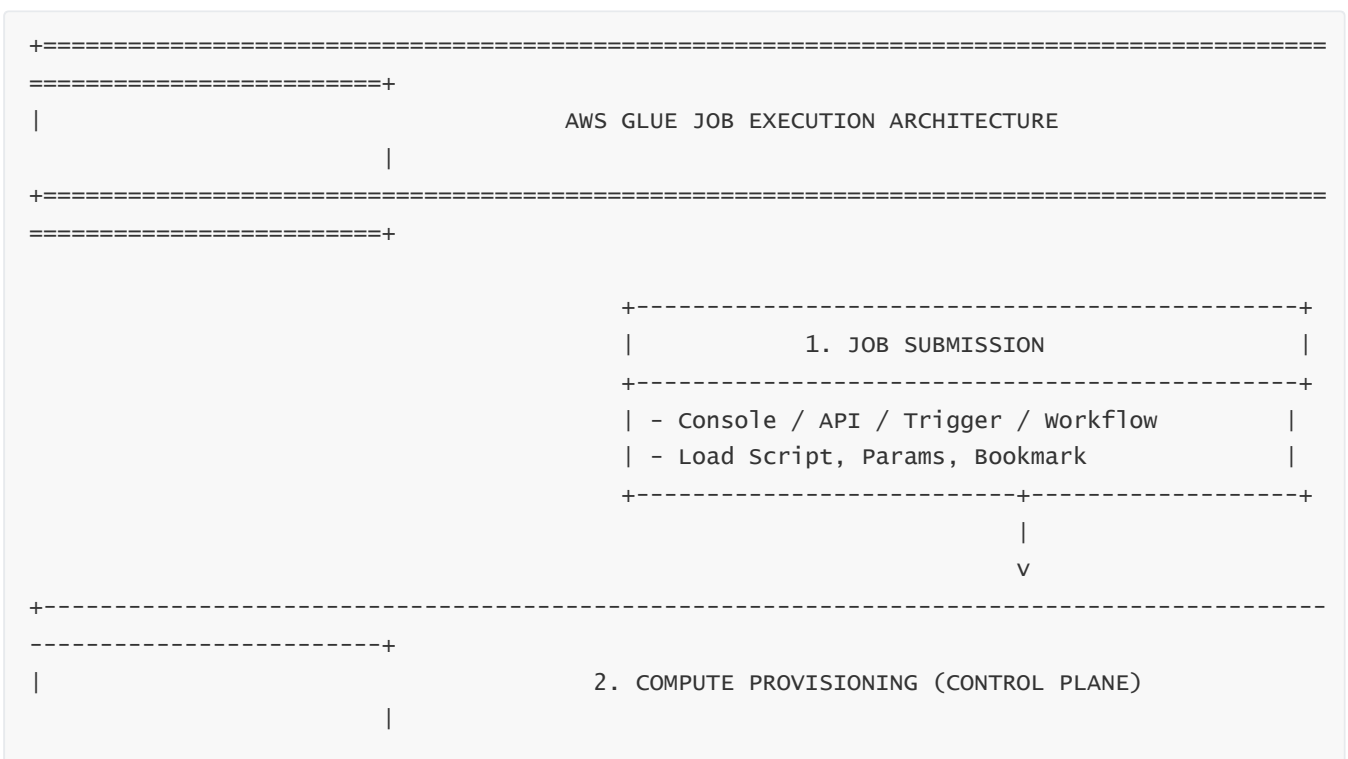 +===========================================================================================
=========================+
|                                      AWS GLUE JOB EXECUTION ARCHITECTURE
                         |
+===========================================================================================
=========================+
                                          +-----------------------------------------------+
                                          |            1. JOB SUBMISSION                  |
                                          +-----------------------------------------------+
                                          | - Console / API / Trigger / Workflow         |
                                          | - Load Script, Params, Bookmark              |
                                          +---------------------------+-------------------+
                                                                      |
                                                                      v
+-------------------------------------------------------------------------------------------
-------------------------+
|                                        2. COMPUTE PROVISIONING (CONTROL PLANE)
                         |